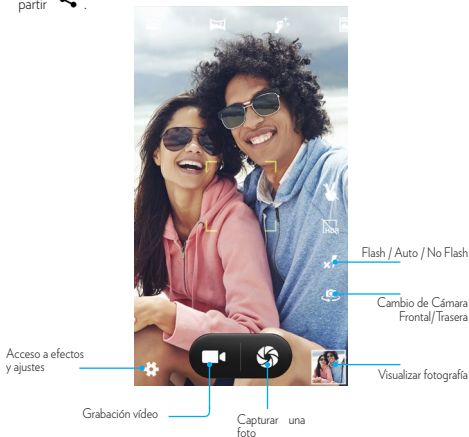 partir .
HDR
Flash / Auto / No Flash
Cambio de Cámara
Frontal/Trasera
Acceso a efectos
y ajustes
Visualizar fotografía
Grabación vídeo
Capturar una
foto